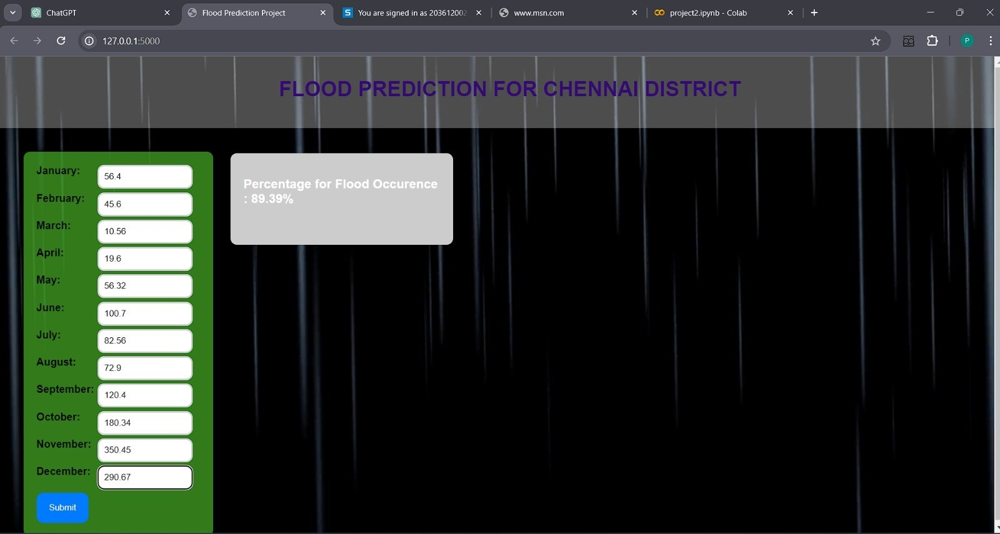 ChatGPT
Flood Prediction Project
You are signed in as 203612002
www.msn.com
project2.ipynb - Colab
127.0.0.1:5000
P
FLOOD PREDICTION FOR CHENNAI DISTRICT
January: 56.4
February: 45.6
March: 10.56
April: 19.6
May: 56.32
June: 100.7
July: 82.56
August: 72.9
September: 120.4
October: 180.34
November: 350.45
December: 290.67
Submit
Percentage for Flood Occurence
: 89.39%